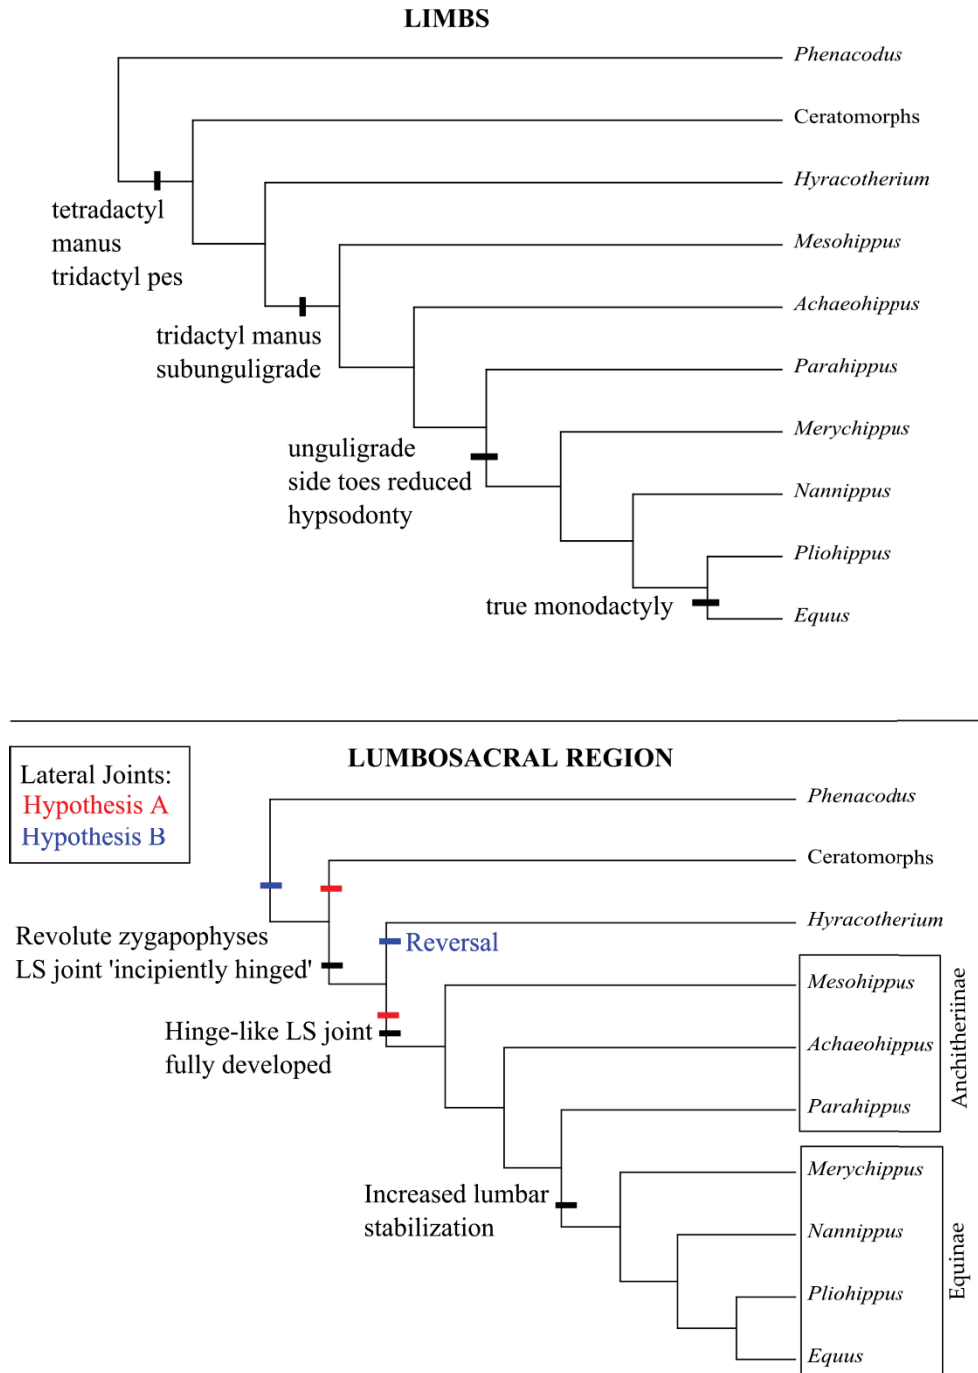 LIMBS
Phenacodus
Ceratomorphs
Hyracotherium
tetradactyl
manus
tridactyl pes
Mesohippus
Achaeohippus
tridactyl manus
subunguligrade
Parahippus
Merychippus
unguligrade
side toes reduced
hypsodonty
Nannippus
Pliohippus
true monodactyly
Equus
LUMBOSACRAL REGION
Lateral Joints:
Hypothesis A
Hypothesis B
Phenacodus
Ceratomorphs
Hyracotherium
Revolute zygapophyses
LS joint 'incipiently hinged'
Reversal
Mesohippus
Hinge-like LS joint
fully developed
Achaeohippus
Parahippus
Anchitheriinae
Merychippus
Increased lumbar
stabilization
Nannippus
Pliohippus
Equus
Equinae